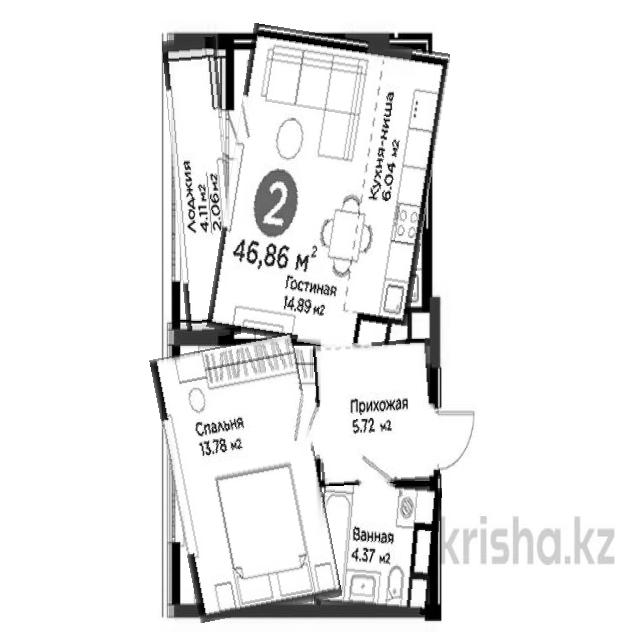 Лоджия
4.11 м2
2.06 м2
Кухня-ниша
6.04 м2
2
46,86 м²
Гостиная
14.89 м2
Спальня
13.78 м2
Прихожая
5.72 м2
Ванная
4.37 м2
krisha.kz